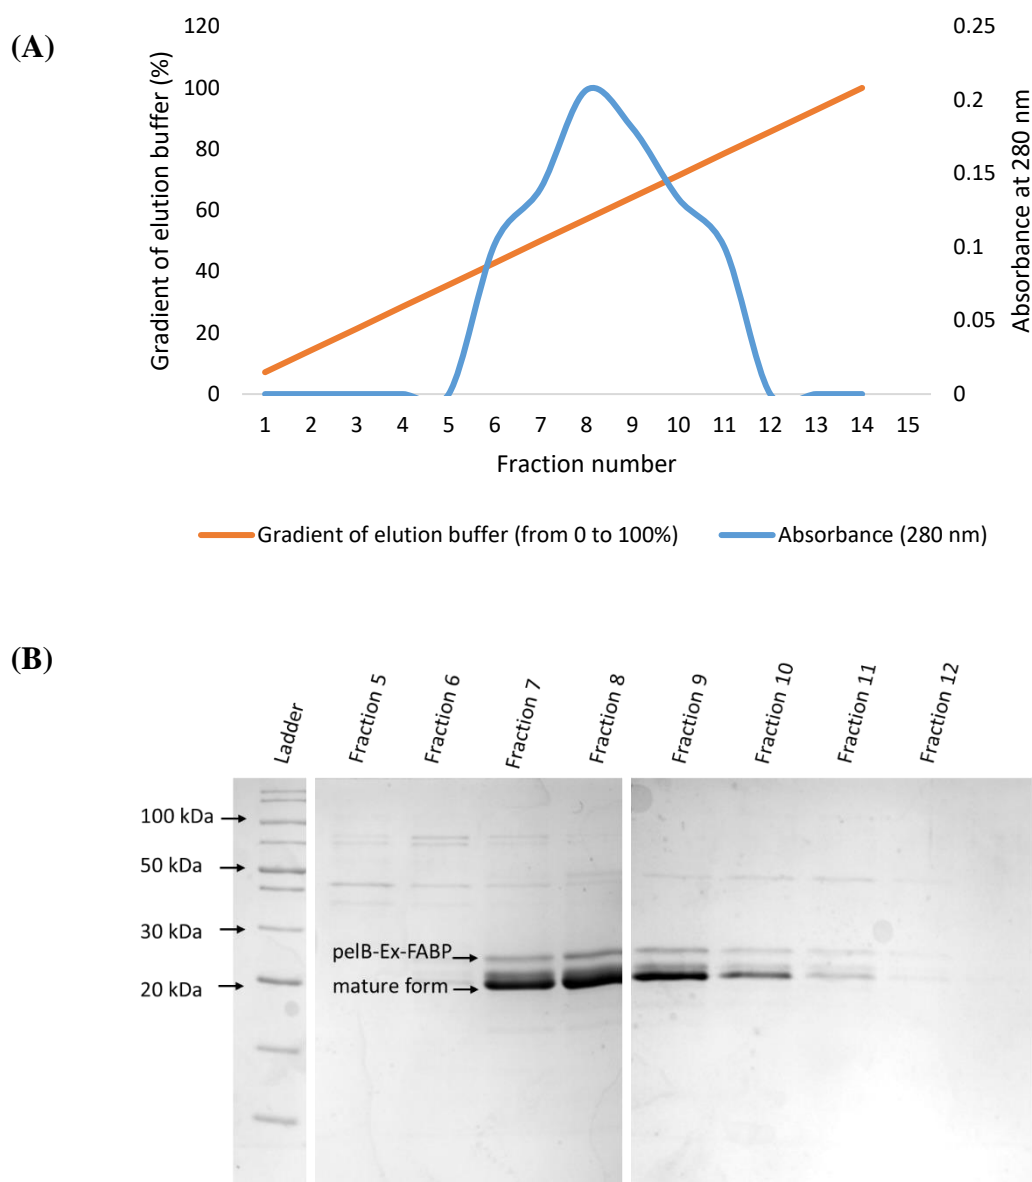 (A)
Gradient of elution buffer (%)
120
100
80
60
40
20
0
0.25
0.2
0.15
0.1
0.05
0
Absorbance at 280 nm
1 2 3 4 5 6 7 8 9 10 11 12 13 14 15
Fraction number
Gradient of elution buffer (from 0 to 100%) Absorbance (280 nm)
(B)
Ladder Fraction 5 Fraction 6 Fraction 7 Fraction 8 Fraction 9 Fraction 10 Fraction 11 Fraction 12
100 kDa
50 kDa
30 kDa
pelB-Ex-FABP
mature form
20 kDa